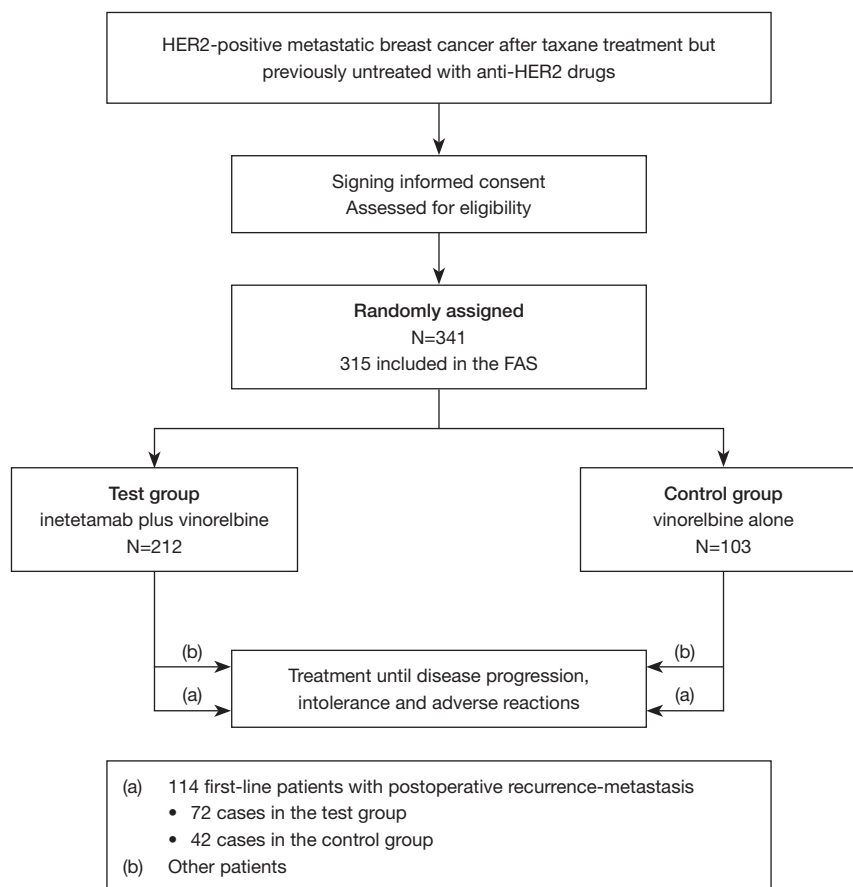 HER2-positive metastatic breast cancer after taxane treatment but
previously untreated with anti-HER2 drugs
Signing informed consent
Assessed for eligibility
Randomly assigned
N=341
315 included in the FAS
Test group
inetetamab plus vinorelbine
N=212
Control group
vinorelbine alone
N=103
(b)
(a)
Treatment until disease progression,
intolerance and adverse reactions
(b)
(a)
(a) 114 first-line patients with postoperative recurrence-metastasis
• 72 cases in the test group
• 42 cases in the control group
(b) Other patients